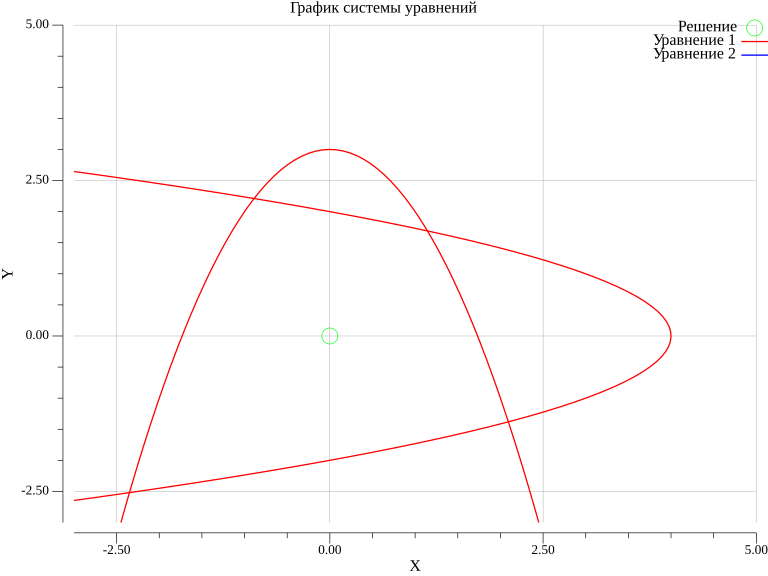 График системы уравнений
5.00
Решение
Уравнение 1
Уравнение 2
2.50
Y
0.00
-2.50
-2.50 0.00 2.50 5.00
X